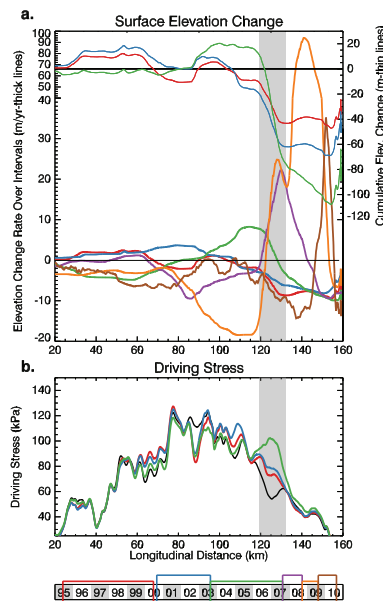 a.
Surface Elevation Change
Elevation Change Rate Over Intervals (m/yr-thick lines)
100
90
80
70
60
50
40
30
20
10
0
-10
-20
20
0
-20
-40
-60
-80
-100
-120
Cumulative Elev. Change (m-thin lines)
20 40 60 80 100 120 140 160
b.
Driving Stress
Driving Stress (kPa)
140
120
100
80
60
40
20 40 60 80 100 120 140 160
Longitudinal Distance (km)
95 96 97 98 99 00 01 02 03 04 05 06 07 08 09 10